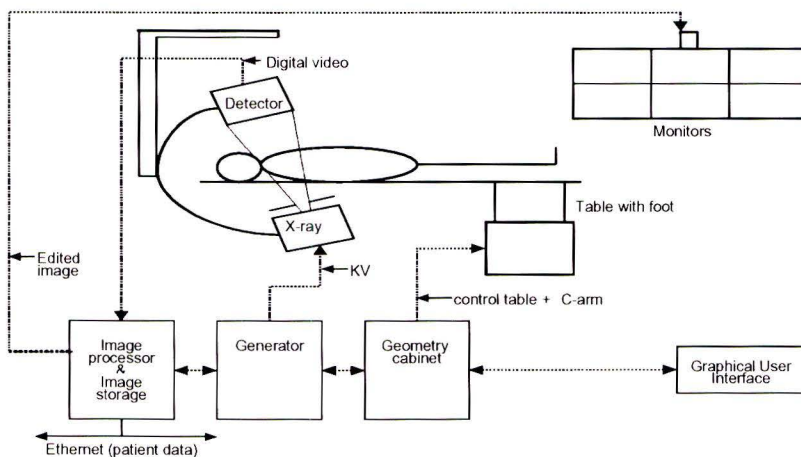 Digital video
Detector
Monitors
X-ray
Table with foot
Edited
image
KV
control table + C-arm
Image
processor
&
Image
storage
Generator
Geometry
cabinet
Graphical User
Interface
Ethernet (patient data)